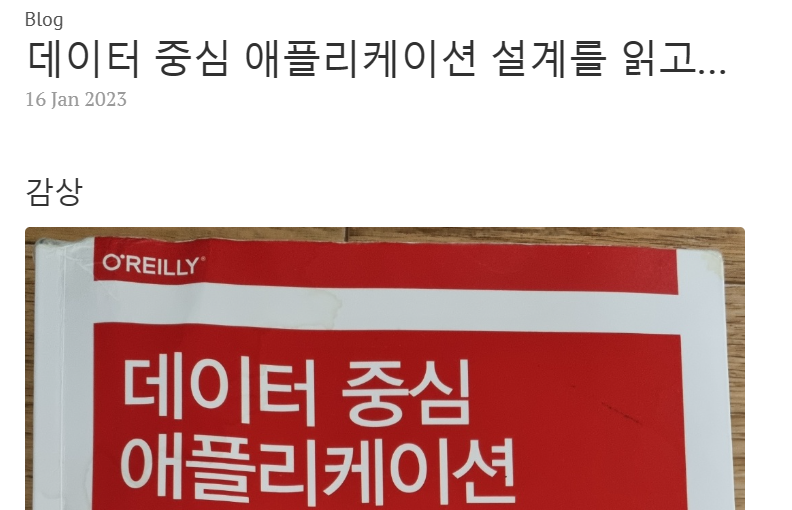 Blog
데이터 중심 애플리케이션 설계를 읽고...
16 Jan 2023
감상
O'REILLY®
데이터 중심
애플리케이션